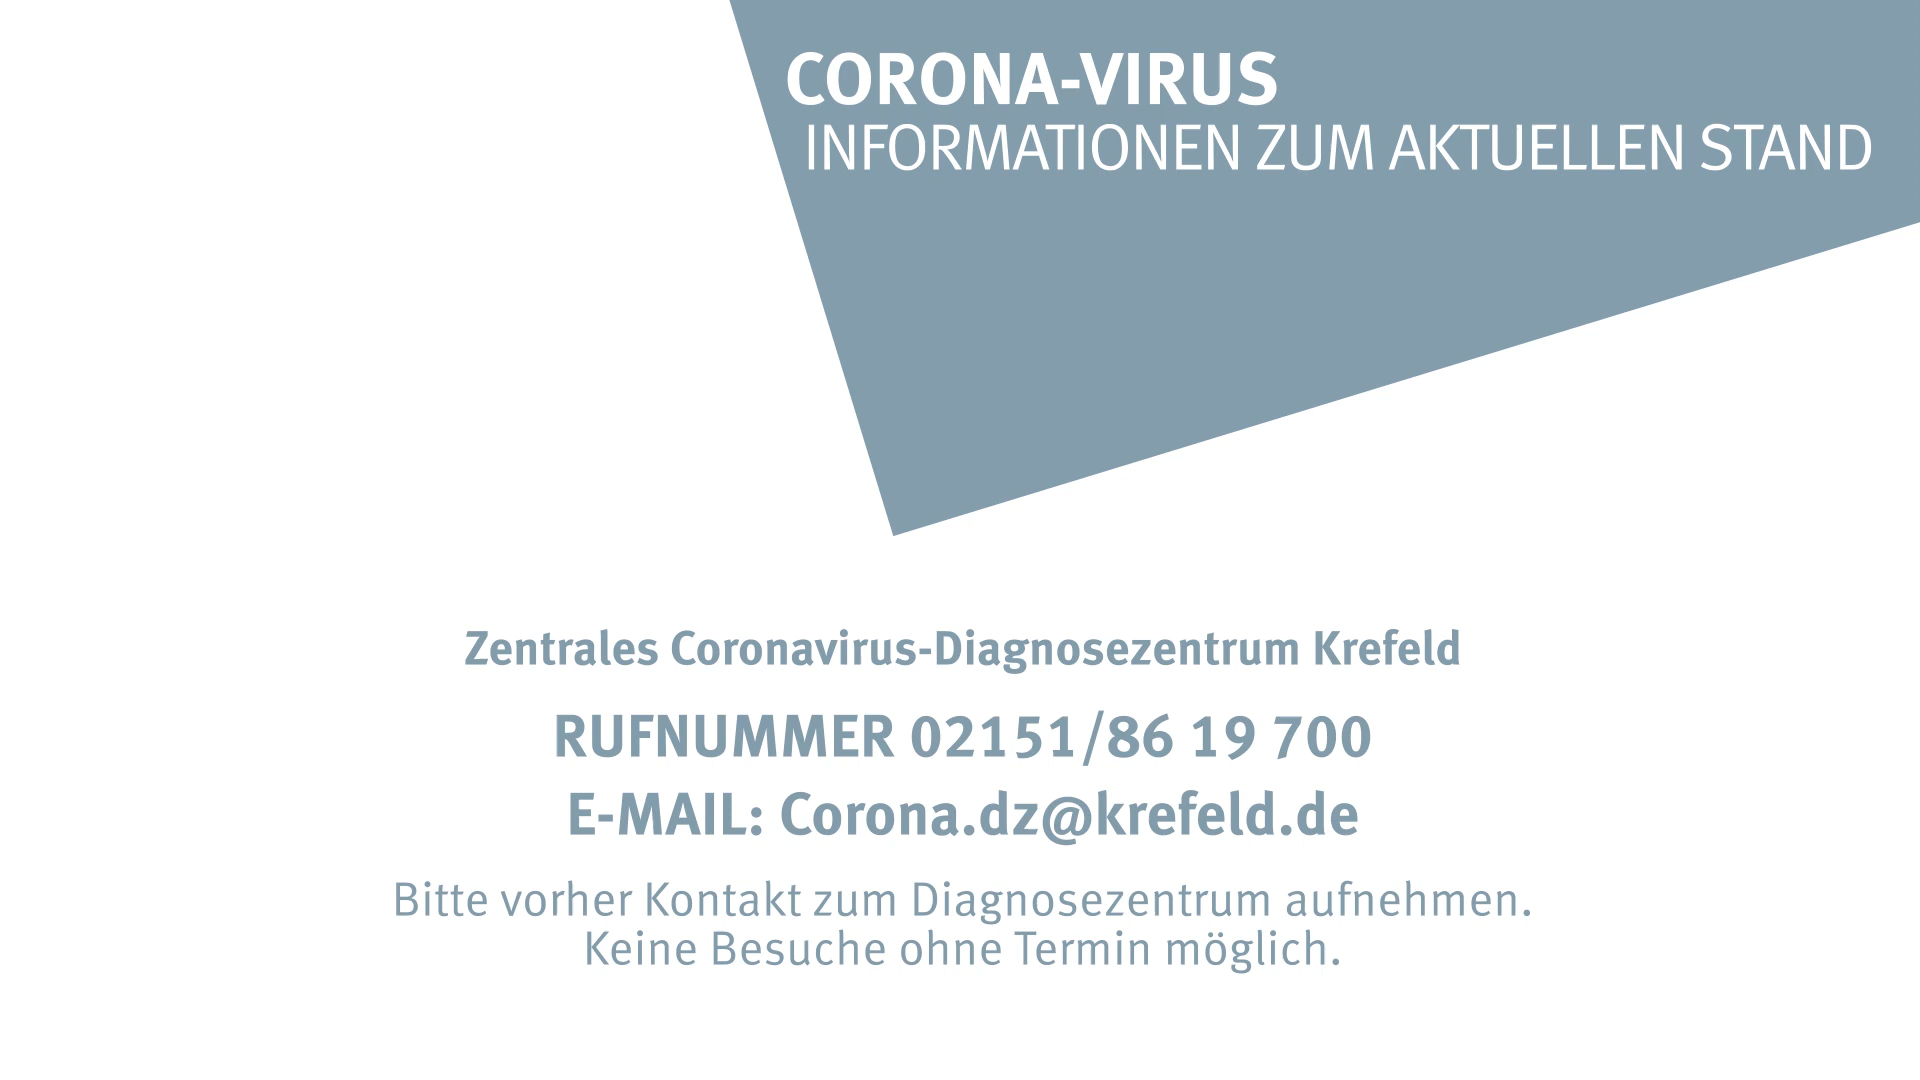 CORONA-VIRUS
INFORMATIONEN ZUM AKTUELLEN STAND
Zentrales Coronavirus-Diagnosezentrum Krefeld
RUFNUMMER 02151/86 19 700
E-MAIL: Corona.dz@krefeld.de
Bitte vorher Kontakt zum Diagnosezentrum aufnehmen.
Keine Besuche ohne Termin möglich.